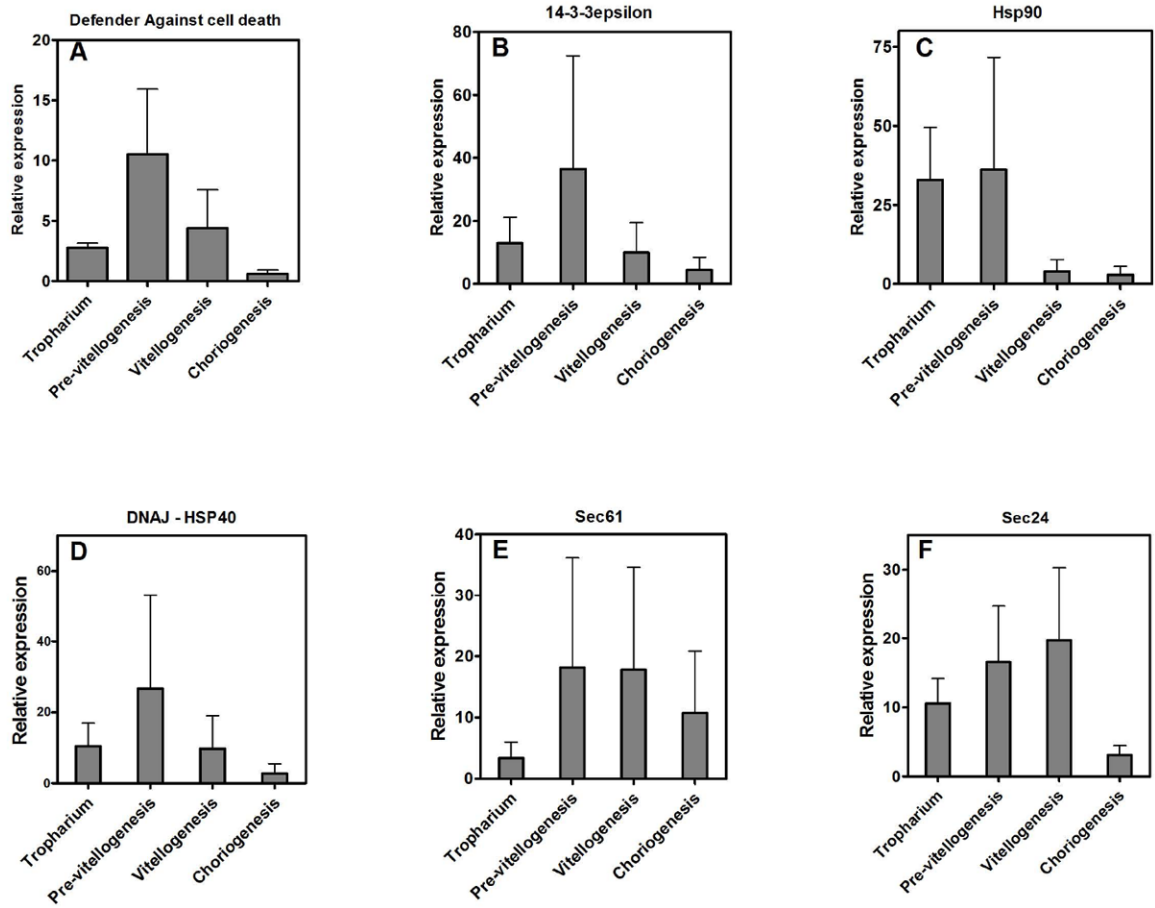 Defender Against cell death
A
Relative expression
20
15
10
5
0
Tropharium
Pre-vitellogenesis
Vitellogenesis
Choriogenesis
14-3-3epsilon
B
Relative expression
80
60
40
20
0
Tropharium
Pre-vitellogenesis
Vitellogenesis
Choriogenesis
Hsp90
C
Relative expression
75
50
25
0
Tropharium
Pre-vitellogenesis
Vitellogenesis
Choriogenesis
DNAJ - HSP40
D
Relative expression
60
40
20
0
Tropharium
Pre-vitellogenesis
Vitellogenesis
Choriogenesis
Sec61
E
Relative expression
40
30
20
10
0
Tropharium
Pre-vitellogenesis
Vitellogenesis
Choriogenesis
Sec24
F
Relative expression
30
20
10
0
Tropharium
Pre-vitellogenesis
Vitellogenesis
Choriogenesis